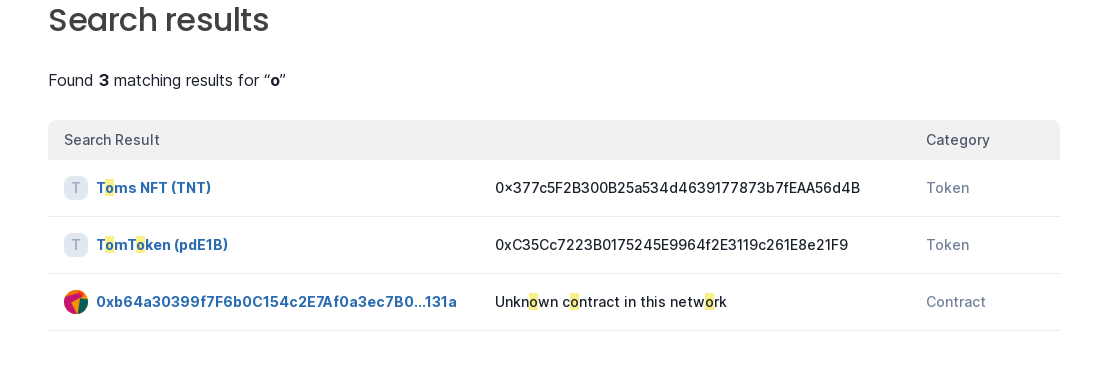 Search results
Found 3 matching results for “o”
Search Result Category
T Toms NFT (TNT) 0x377c5F2B300B25a534d4639177873b7fEAA56d4B Token
T TomToken (pdE1B) 0xC35Cc7223B0175245E9964f2E3119c261E8e21F9 Token
0xb64a30399f7F6b0C154c2E7Af0a3ec7B0...131a Unknown contract in this network Contract